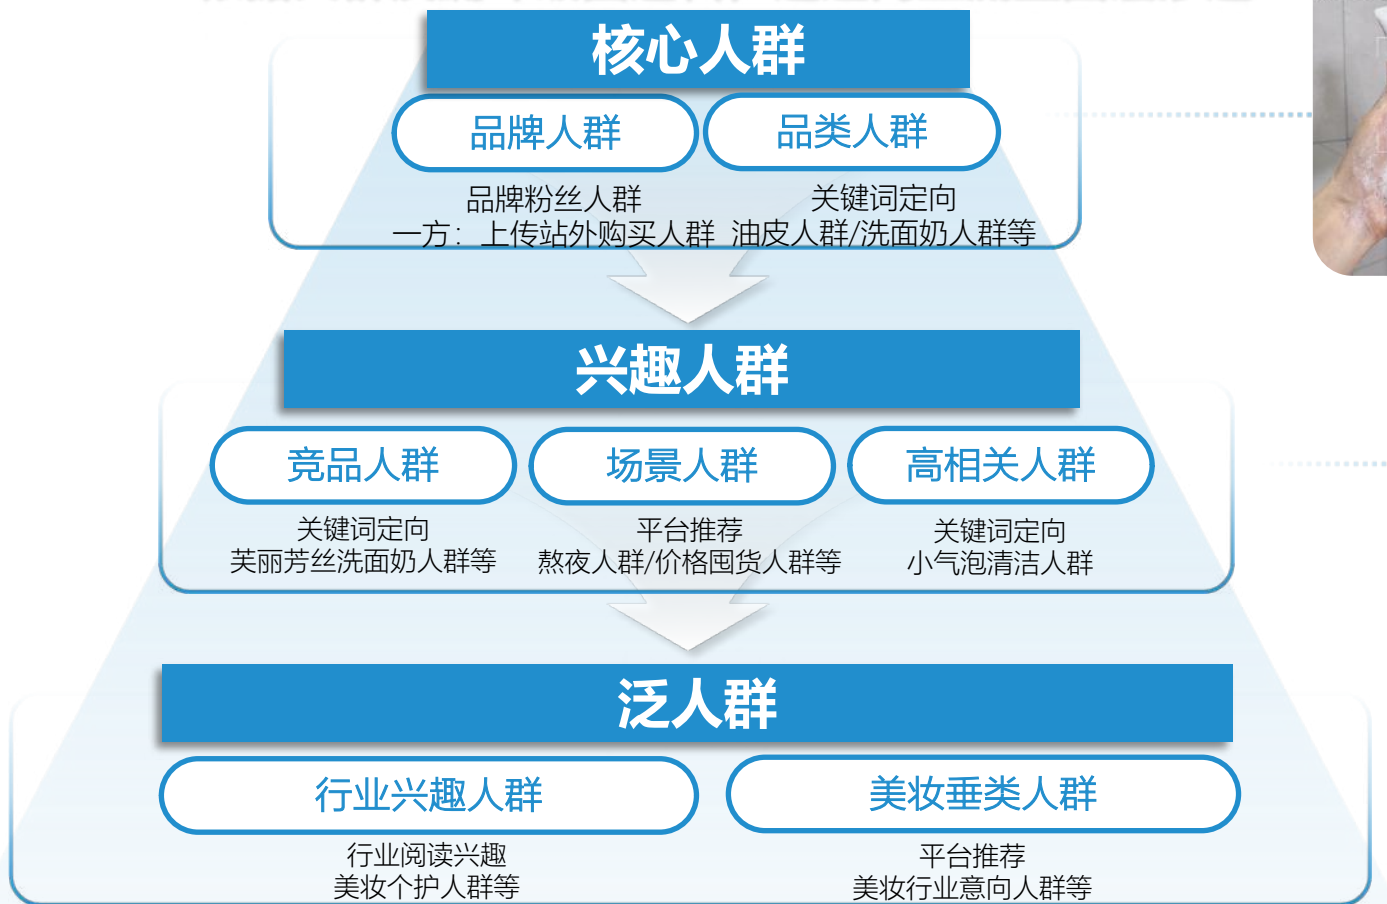 核心人群
品牌人群 品类人群
品牌粉丝人群 关键词定向
一方：上传站外购买人群 油皮人群/洗面奶人群等
兴趣人群
竞品人群 场景人群 高相关人群
关键词定向 平台推荐 关键词定向
芙丽芳丝洗面奶人群等 熬夜人群/价格囤货人群等 小气泡清洁人群
泛人群
行业兴趣人群 美妆垂类人群
行业阅读兴趣 平台推荐
美妆个护人群等 美妆行业意向人群等